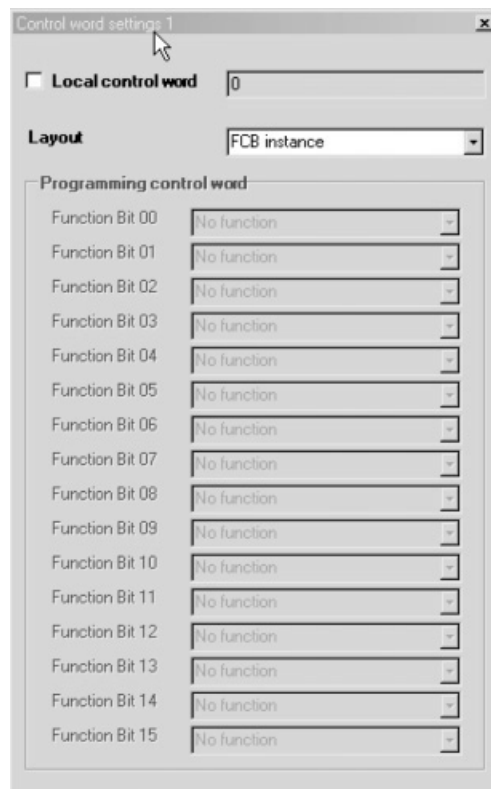 Control word settings 1
Local control word 0
Layout FCB instance
Programming control word
Function Bit 00 No function
Function Bit 01 No function
Function Bit 02 No function
Function Bit 03 No function
Function Bit 04 No function
Function Bit 05 No function
Function Bit 06 No function
Function Bit 07 No function
Function Bit 08 No function
Function Bit 09 No function
Function Bit 10 No function
Function Bit 11 No function
Function Bit 12 No function
Function Bit 13 No function
Function Bit 14 No function
Function Bit 15 No function